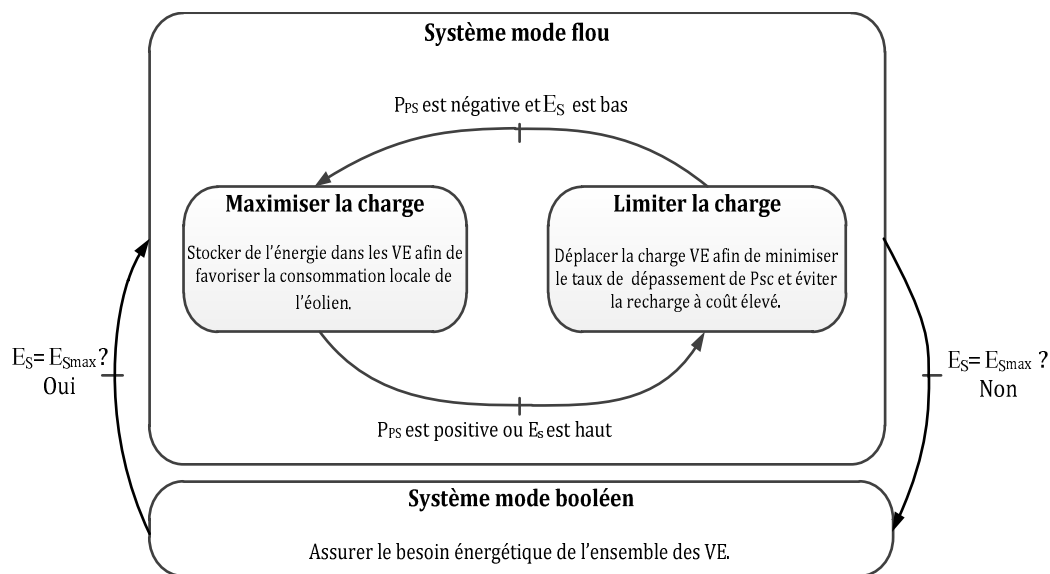 Système mode flou
PPS est négative et ES est bas
Maximiser la charge
Stocker de l'énergie dans les VE afin de
favoriser la consommation locale de
l'éolien.
Limiter la charge
Déplacer la charge VE afin de minimiser
le taux de dépassement de Psc et éviter
la recharge à coût élevé.
ES= ESmax ?
Oui
ES= ESmax ?
Non
PPS est positive ou Es est haut
Système mode booléen
Assurer le besoin énergétique de l'ensemble des VE.